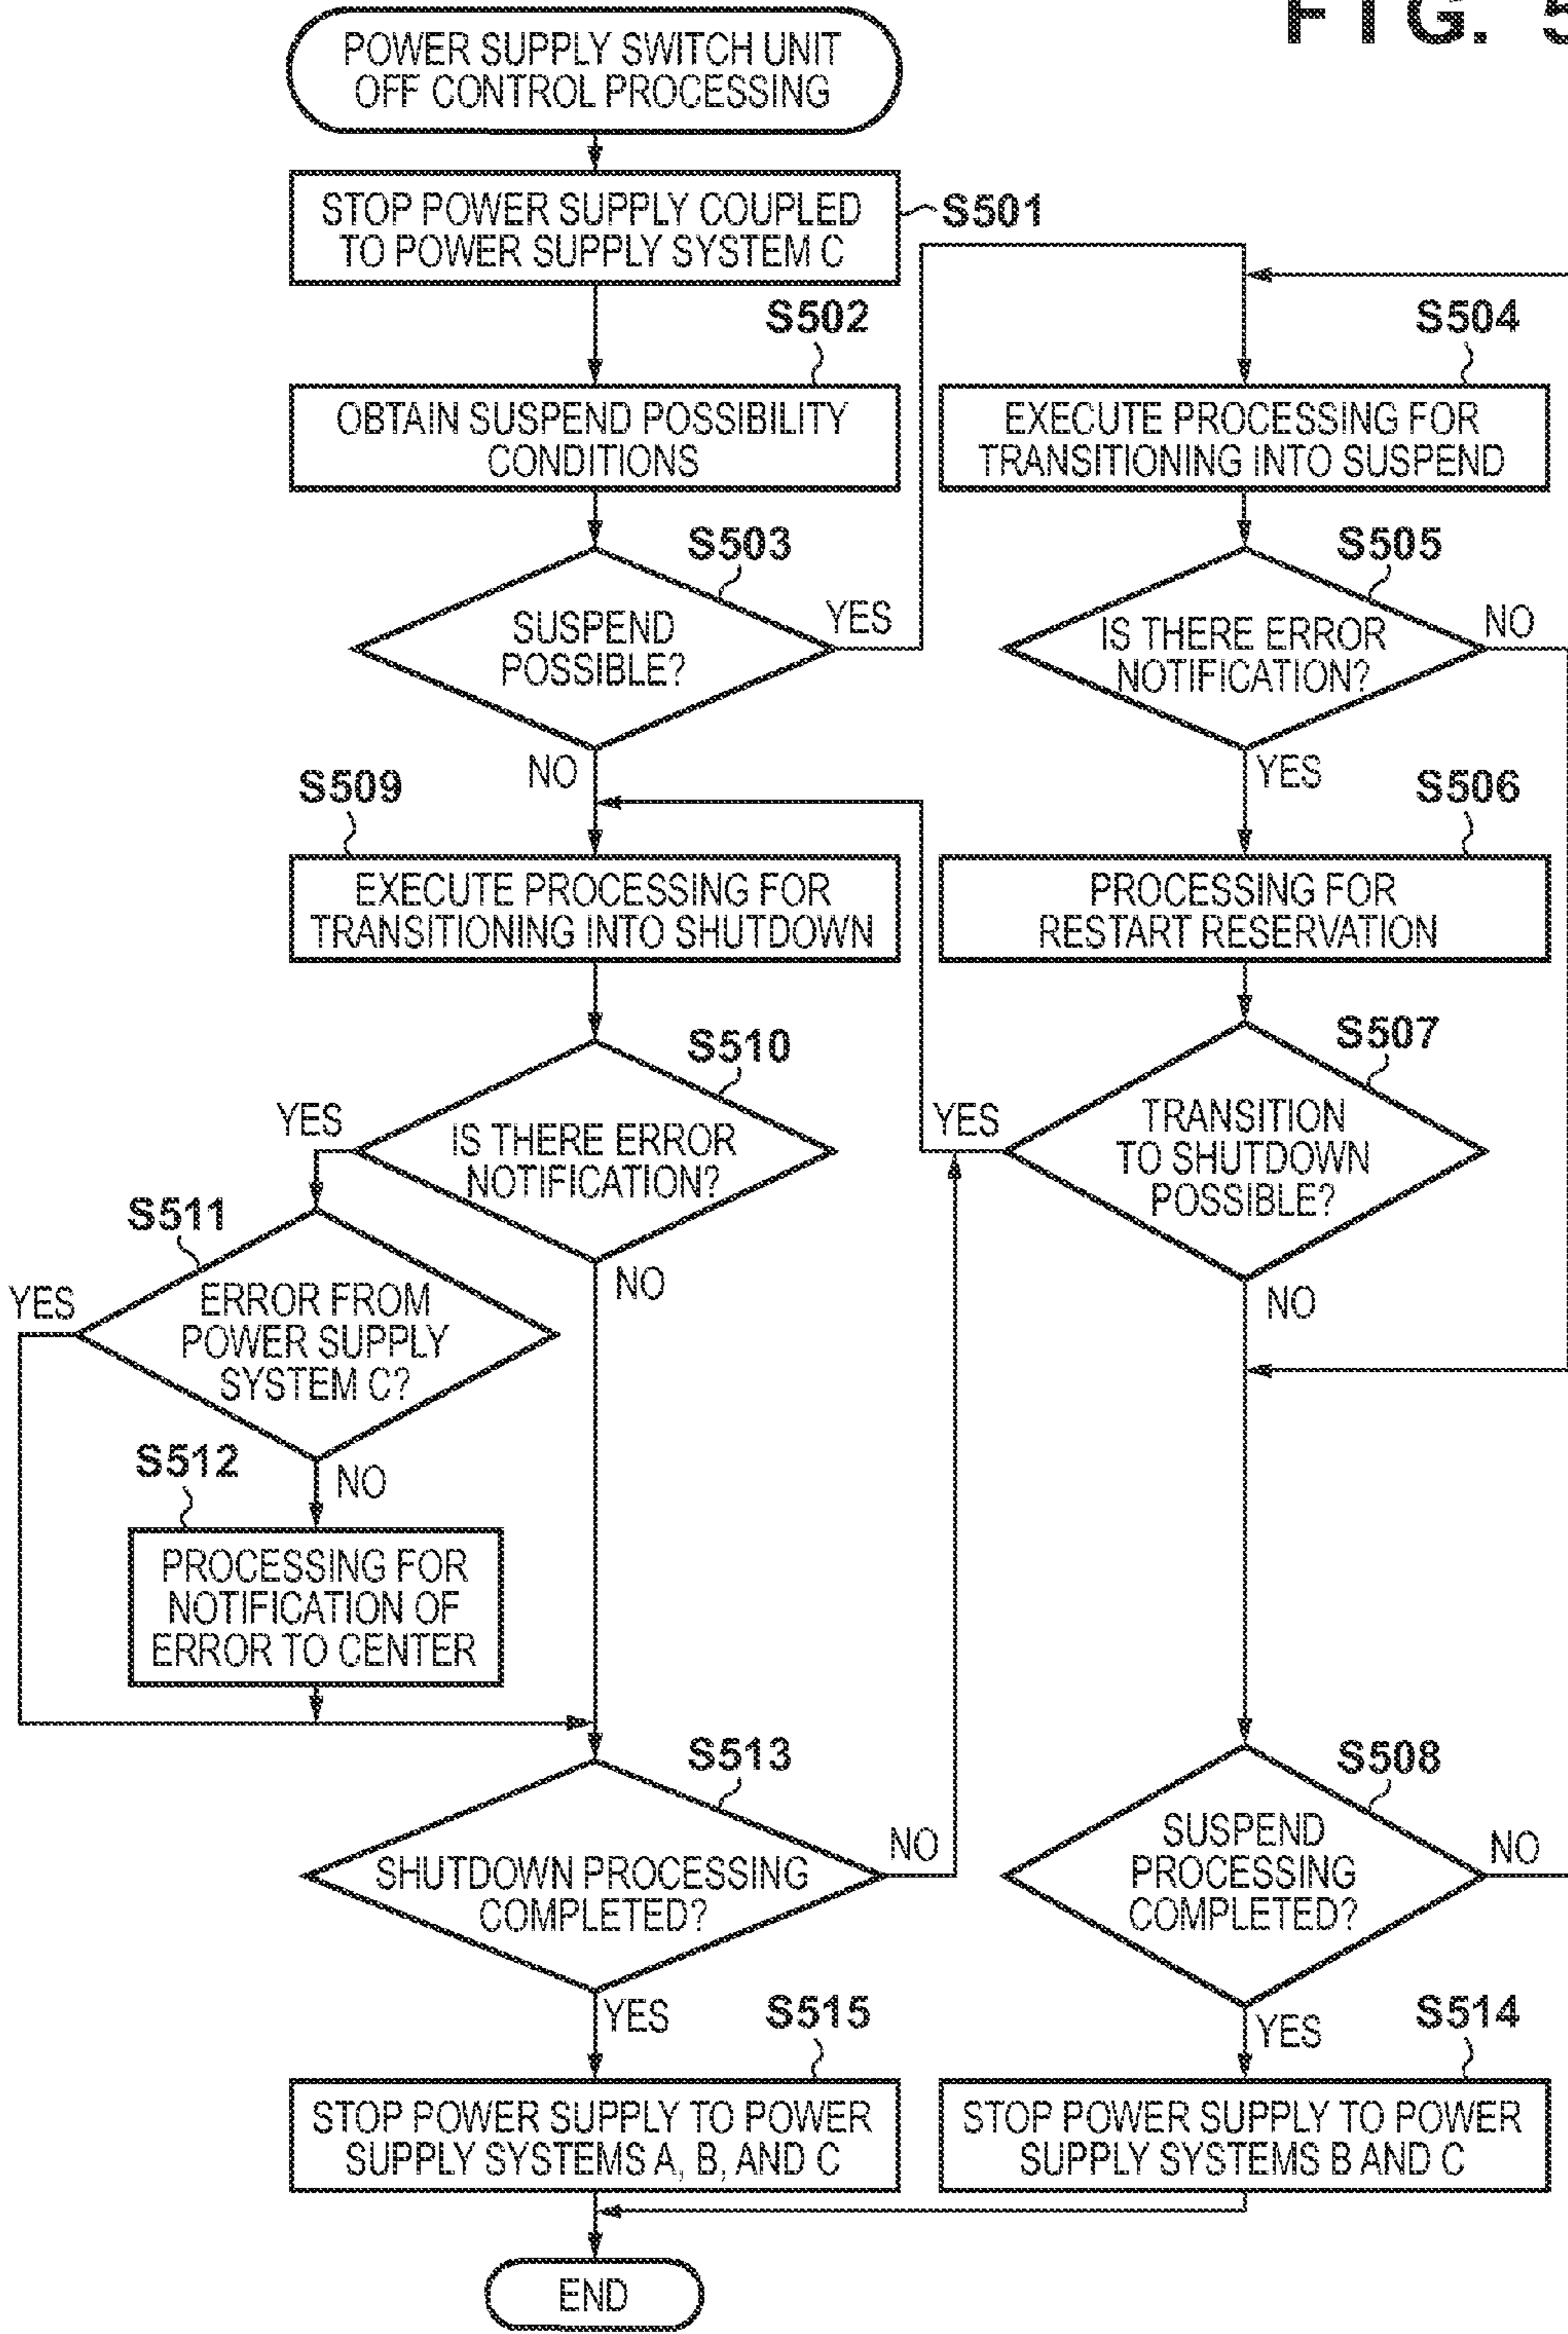 FIG. 5
POWER SUPPLY SWITCH UNIT
OFF CONTROL PROCESSING
STOP POWER SUPPLY COUPLED
TO POWER SUPPLY SYSTEM C
S501
S502
OBTAIN SUSPEND POSSIBILITY
CONDITIONS
S503
SUSPEND
POSSIBLE?
YES
NO
S504
EXECUTE PROCESSING FOR
TRANSITIONING INTO SUSPEND
S505
IS THERE ERROR
NOTIFICATION?
NO
YES
S506
PROCESSING FOR
RESTART RESERVATION
S507
TRANSITION
TO SHUTDOWN
POSSIBLE?
YES
NO
S509
EXECUTE PROCESSING FOR
TRANSITIONING INTO SHUTDOWN
S510
IS THERE ERROR
NOTIFICATION?
YES
NO
S511
ERROR FROM
POWER SUPPLY
SYSTEM C?
YES
NO
S512
PROCESSING FOR
NOTIFICATION OF
ERROR TO CENTER
S513
SHUTDOWN PROCESSING
COMPLETED?
NO
YES
S508
SUSPEND
PROCESSING
COMPLETED?
NO
YES
S515
STOP POWER SUPPLY TO POWER
SUPPLY SYSTEMS A, B, AND C
S514
STOP POWER SUPPLY TO POWER
SUPPLY SYSTEMS B AND C
END